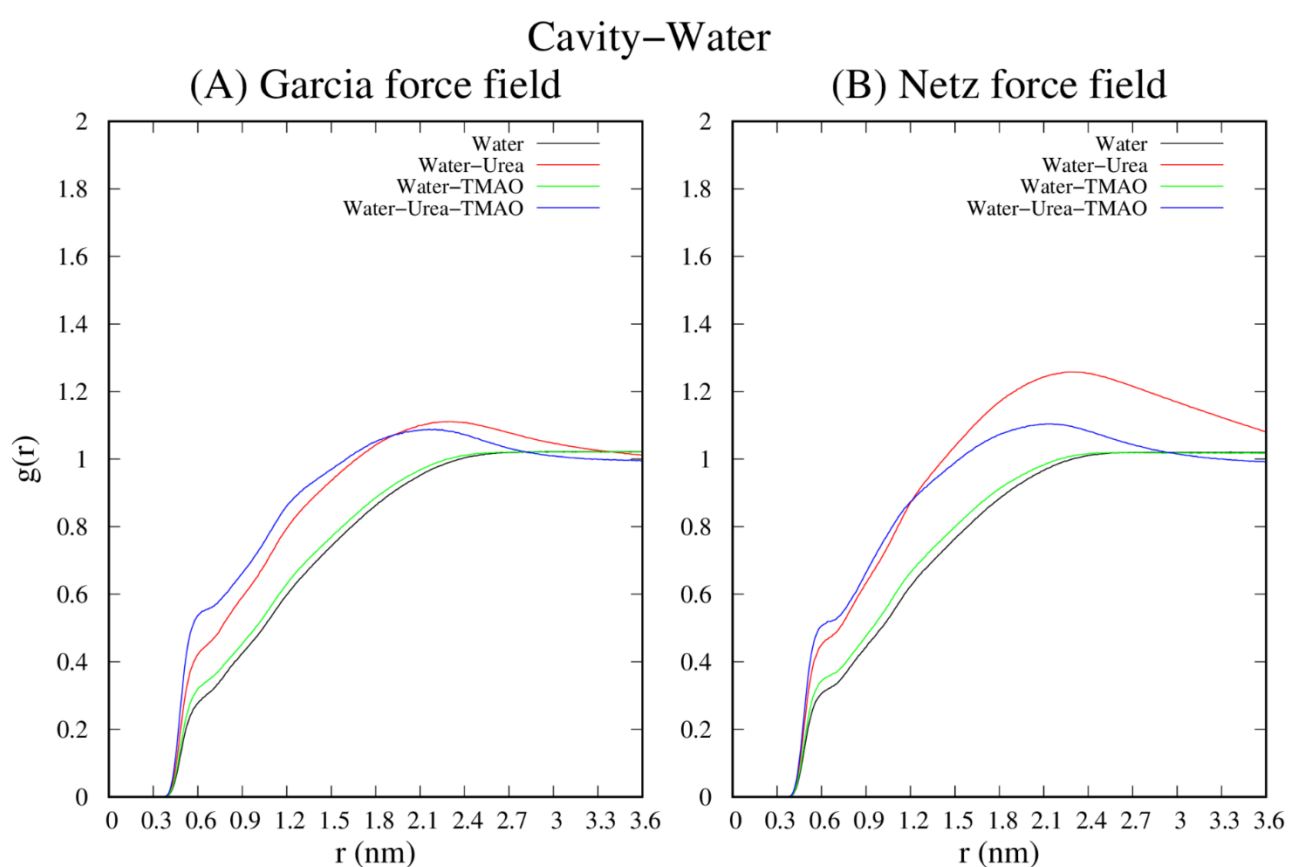 Cavity−Water
(A) Garcia force field
(B) Netz force field
2
1.8
1.6
1.4
1.2
1
0.8
0.6
0.4
0.2
0
g(r)
Water
Water−Urea
Water−TMAO
Water−Urea−TMAO
0 0.3 0.6 0.9 1.2 1.5 1.8 2.1 2.4 2.7 3 3.3 3.6
r (nm)
2
1.8
1.6
1.4
1.2
1
0.8
0.6
0.4
0.2
0
Water
Water−Urea
Water−TMAO
Water−Urea−TMAO
0 0.3 0.6 0.9 1.2 1.5 1.8 2.1 2.4 2.7 3 3.3 3.6
r (nm)